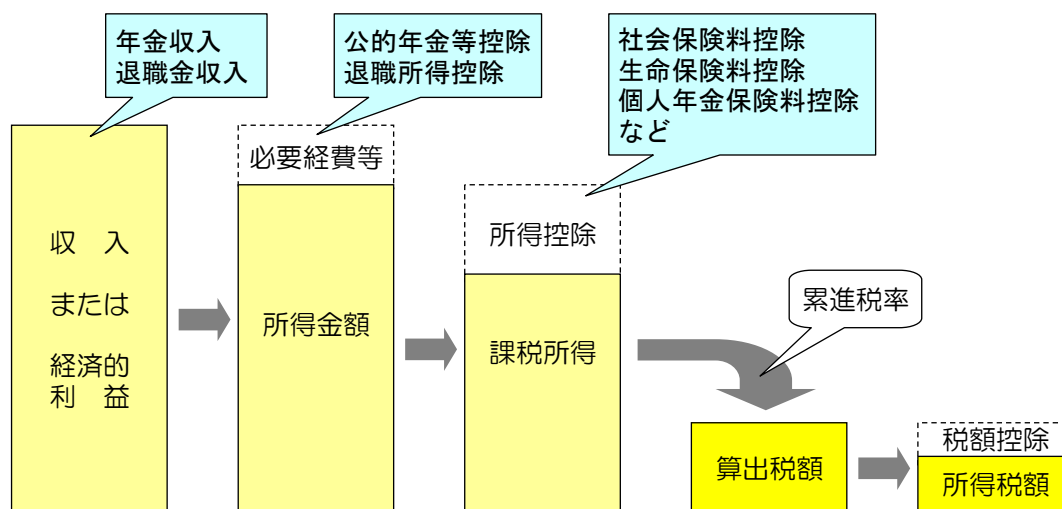 年金収入
退職金収入
公的年金等控除
退職所得控除
社会保険料控除
生命保険料控除
個人年金保険料控除
など
収　入
または
経済的
利　益
必要経費等
所得金額
所得控除
課税所得
累進税率
算出税額
税額控除
所得税額